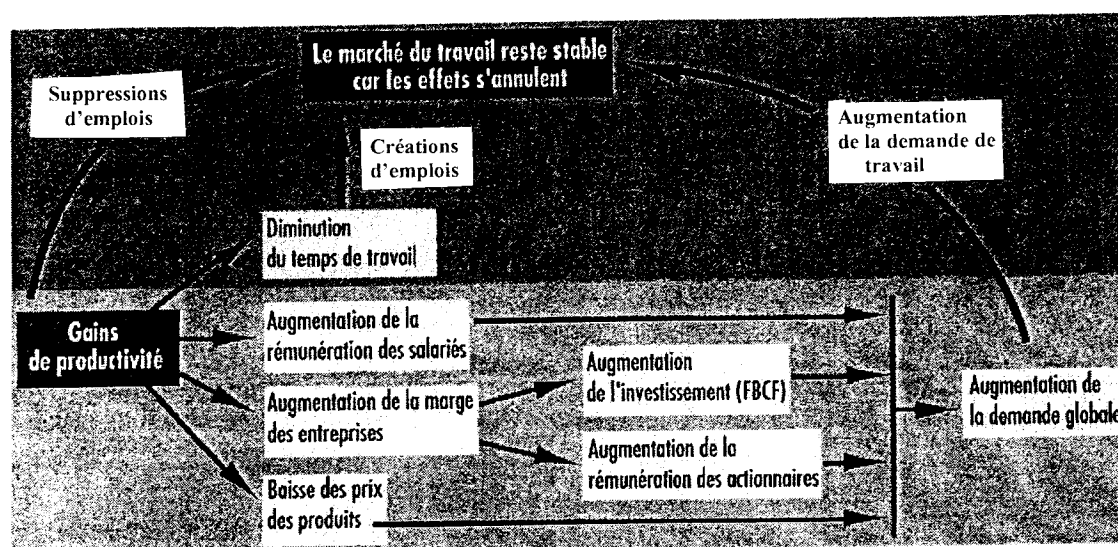 Le marché du travail reste stable
car les effets s'annulent
Suppressions
d'emplois
Créations
d'emplois
Augmentation
de la demande de
travail
Diminution
du temps de travail
Gains
de productivité
Augmentation de la
rémunération des salariés
Augmentation de la marge
des entreprises
Baisse des prix
des produits
Augmentation
de l'investissement (FBCF)
Augmentation de la
rémunération des actionnaires
Augmentation de
la demande globale